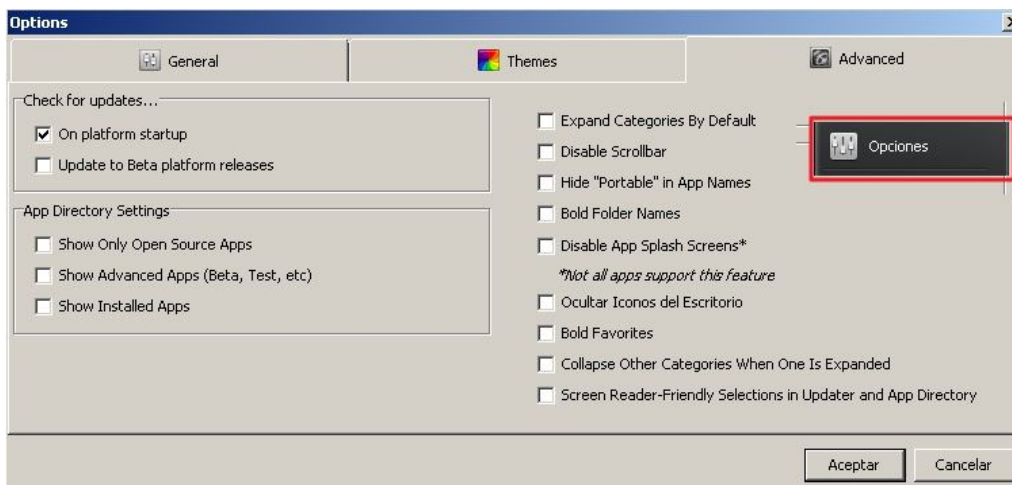 Options
General
Themes
Advanced
Check for updates...
On platform startup
Update to Beta platform releases
App Directory Settings
Show Only Open Source Apps
Show Advanced Apps (Beta, Test, etc)
Show Installed Apps
Expand Categories By Default
Disable Scrollbar
Hide "Portable" in App Names
Bold Folder Names
Disable App Splash Screens*
*Not all apps support this feature
Ocultar Iconos del Escritorio
Bold Favorites
Collapse Other Categories When One Is Expanded
Screen Reader-Friendly Selections in Updater and App Directory
Opciones
Aceptar
Cancelar